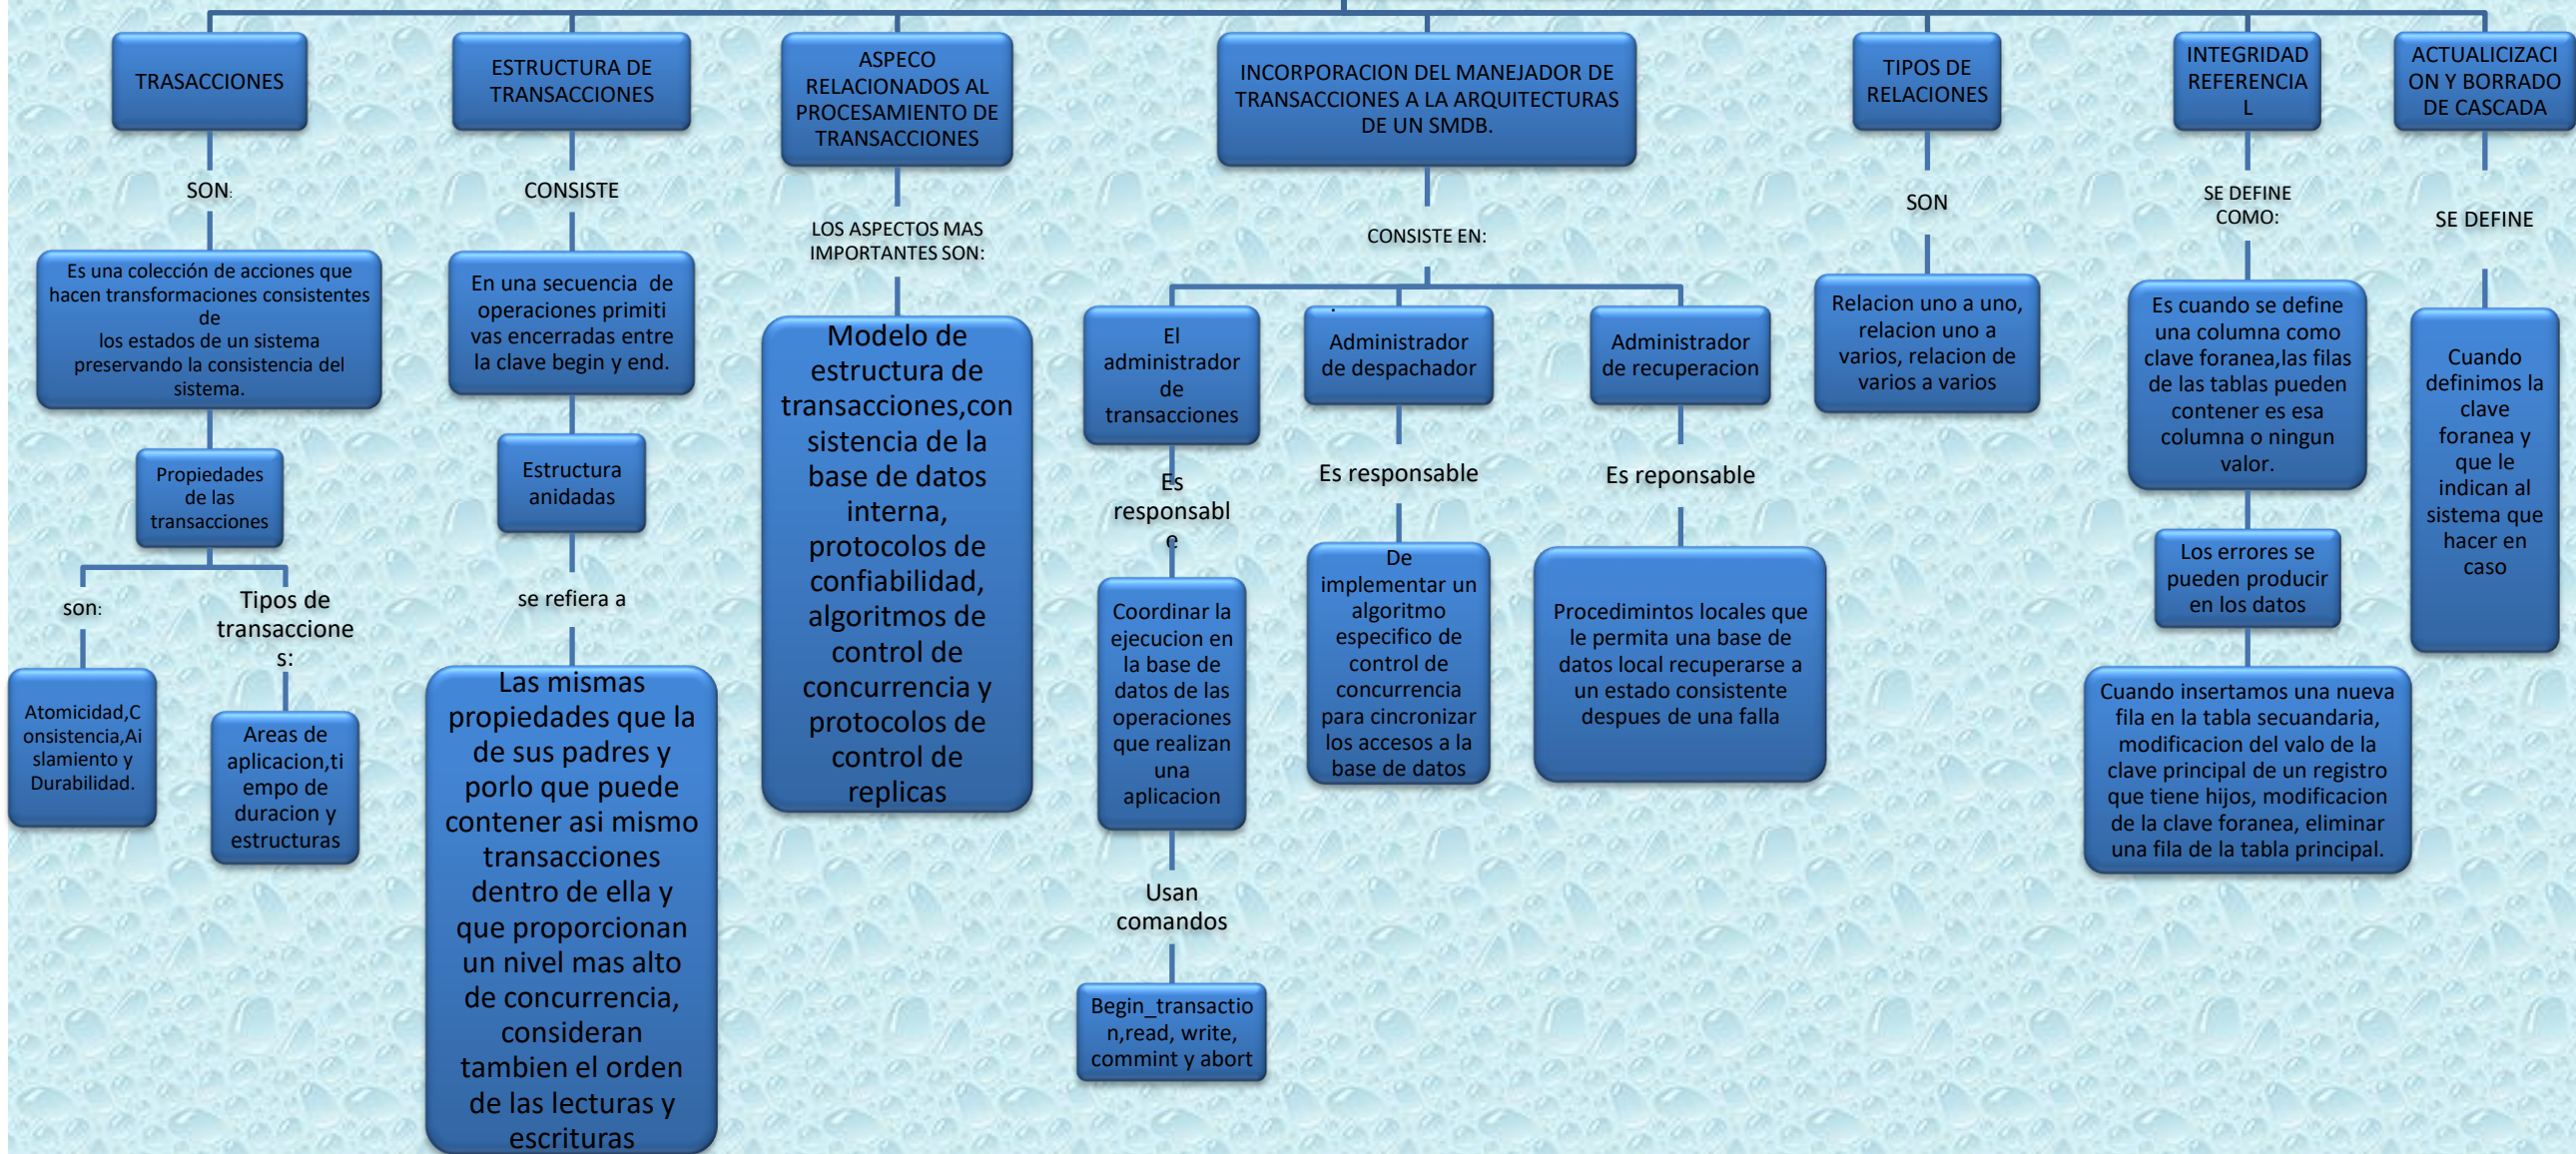 TRASACCIONES
SON:
Es una colección de acciones que
hacen transformaciones consistentes
de
los estados de un sistema
preservando la consistencia del
sistema.
Propiedades
de las
transacciones
son:
Atomicidad,C
onsistencia,Ai
slamiento y
Durabilidad.
Tipos de
transaccione
s:
Areas de
aplicacion,ti
empo de
duracion y
estructuras
ESTRUCTURA DE
TRANSACCIONES
CONSISTE
En una secuencia de
operaciones primiti
vas encerradas entre
la clave begin y end.
Estructura
anidadas
se refiera a
Las mismas
propiedades que la
de sus padres y
porlo que puede
contener asi mismo
transacciones
dentro de ella y
que proporcionan
un nivel mas alto
de concurrencia,
consideran
tambien el orden
de las lecturas y
escrituras
ASPECO
RELACIONADOS AL
PROCESAMIENTO DE
TRANSACCIONES
LOS ASPECTOS MAS
IMPORTANTES SON:
Modelo de
estructura de
transacciones,con
sistencia de la
base de datos
interna,
protocolos de
confiabilidad,
algoritmos de
control de
concurrencia y
protocolos de
control de
replicas
INCORPORACION DEL MANEJADOR DE
TRANSACCIONES A LA ARQUITECTURAS
DE UN SMDB.
CONSISTE EN:
El
administrador
de
transacciones
Es
responsabl
e
Coordinar la
ejecucion en
la base de
datos de las
operaciones
que realizan
una
aplicacion
Usan
comandos
Begin_transactio
n,read, write,
commint y abort
.
Administrador
de despachador
Es responsable
De
implementar un
algoritmo
especifico de
control de
concurrencia
para cincronizar
los accesos a la
base de datos
Administrador
de recuperacion
Es reponsable
Procedimintos locales que
le permita una base de
datos local recuperarse a
un estado consistente
despues de una falla
TIPOS DE
RELACIONES
SON
Relacion uno a uno,
relacion uno a
varios, relacion de
varios a varios
INTEGRIDAD
REFERENCIA
L
SE DEFINE
COMO:
Es cuando se define
una columna como
clave foranea,las filas
de las tablas pueden
contener es esa
columna o ningun
valor.
Los errores se
pueden producir
en los datos
Cuando insertamos una nueva
fila en la tabla secuandaria,
modificacion del valo de la
clave principal de un registro
que tiene hijos, modificacion
de la clave foranea, eliminar
una fila de la tabla principal.
ACTUALICIZACI
ON Y BORRADO
DE CASCADA
SE DEFINE
Cuando
definimos la
clave
foranea y
que le
indican al
sistema que
hacer en
caso